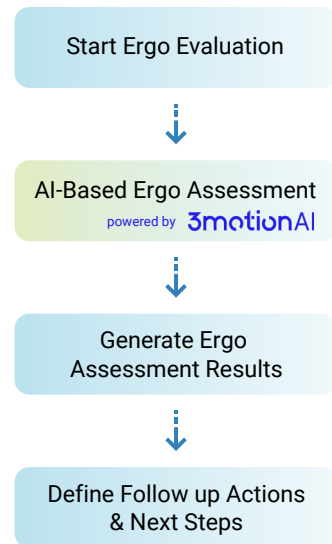 Start Ergo Evaluation
AI-Based Ergo Assessment
powered by 3motionAI
Generate Ergo
Assessment Results
Define Follow up Actions
& Next Steps